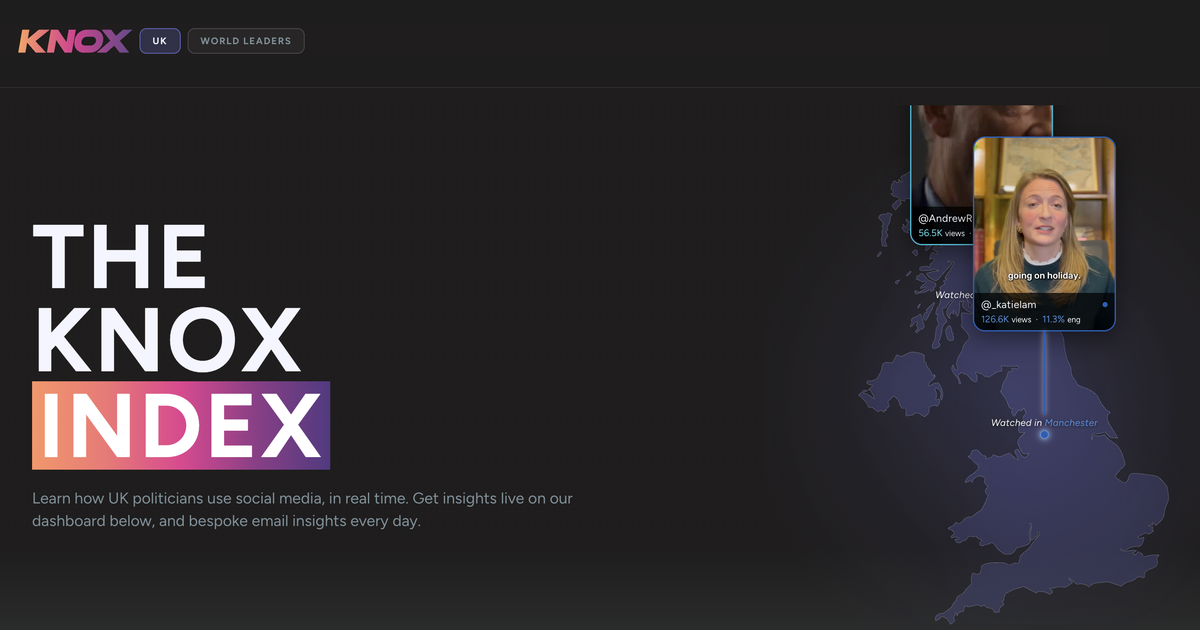 KNOX
UK
WORLD LEADERS
THE
KNOX
INDEX
Learn how UK politicians use social media, in real time. Get insights live on our
dashboard below, and bespoke email insights every day.
@AndrewR
56.5K views ·
Watched
going on holiday.
@_katielam
126.6K views · 11.3% eng
Watched in Manchester